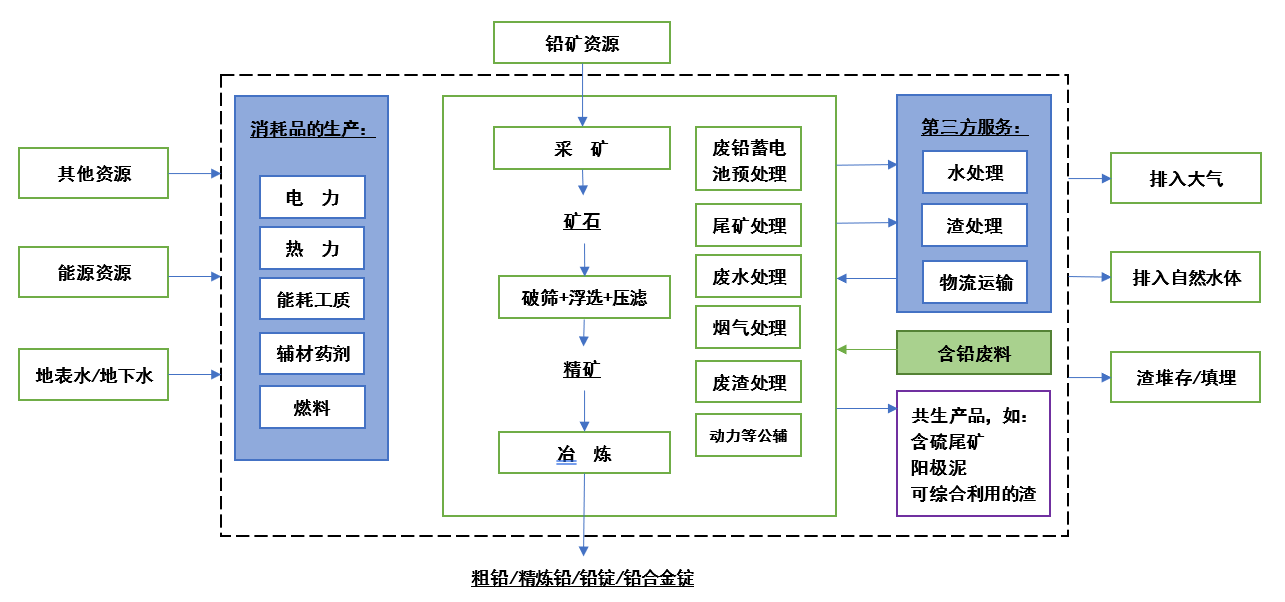 铅矿资源
其他资源
能源资源
地表水/地下水
消耗品的生产：
电　力
热　力
能耗工质
辅材药剂
燃料
采　矿
矿石
破筛+浮选+压滤
精矿
冶　炼
废铅蓄电
池预处理
尾矿处理
废水处理
烟气处理
废渣处理
动力等公辅
第三方服务：
水处理
渣处理
物流运输
含铅废料
共生产品，如：
含硫尾矿
阳极泥
可综合利用的渣
排入大气
排入自然水体
渣堆存/填埋
粗铅/精炼铅/铅锭/铅合金锭